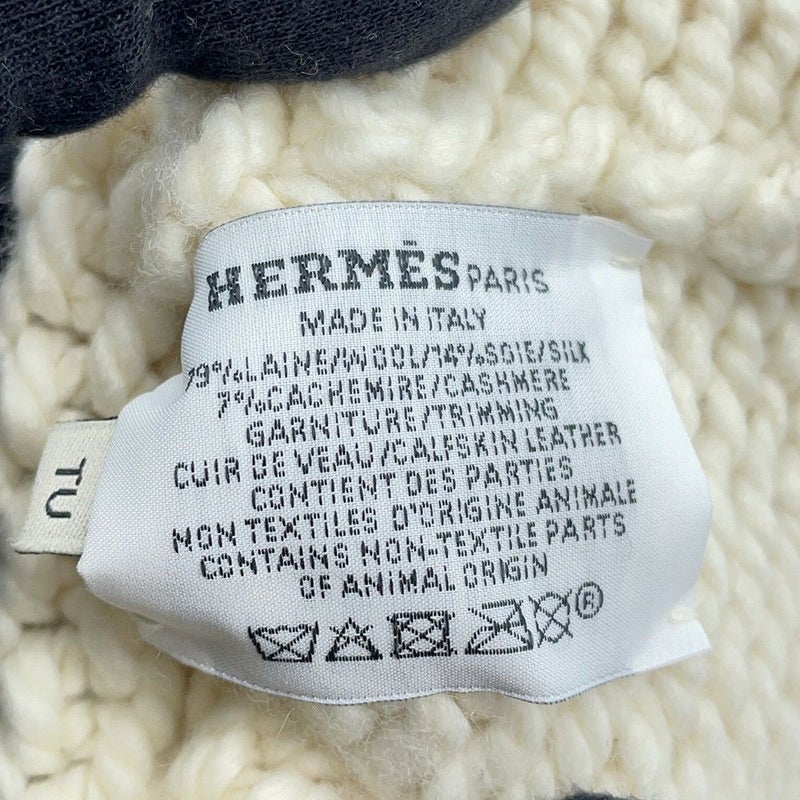 HERMÈS PARIS
MADE IN ITALY
79%LAINE/WOOL/14%SOIE/SILK
7%CACHEMIRE/CASHMERE
GARNITURE/TRIMMING
CUIR DE VEAU/CALFSKIN LEATHER
CONTIENT DES PARTIES
NON TEXTILES D'ORIGINE ANIMALE
CONTAINS NON-TEXTILE PARTS
OF ANIMAL ORIGIN
®
TU